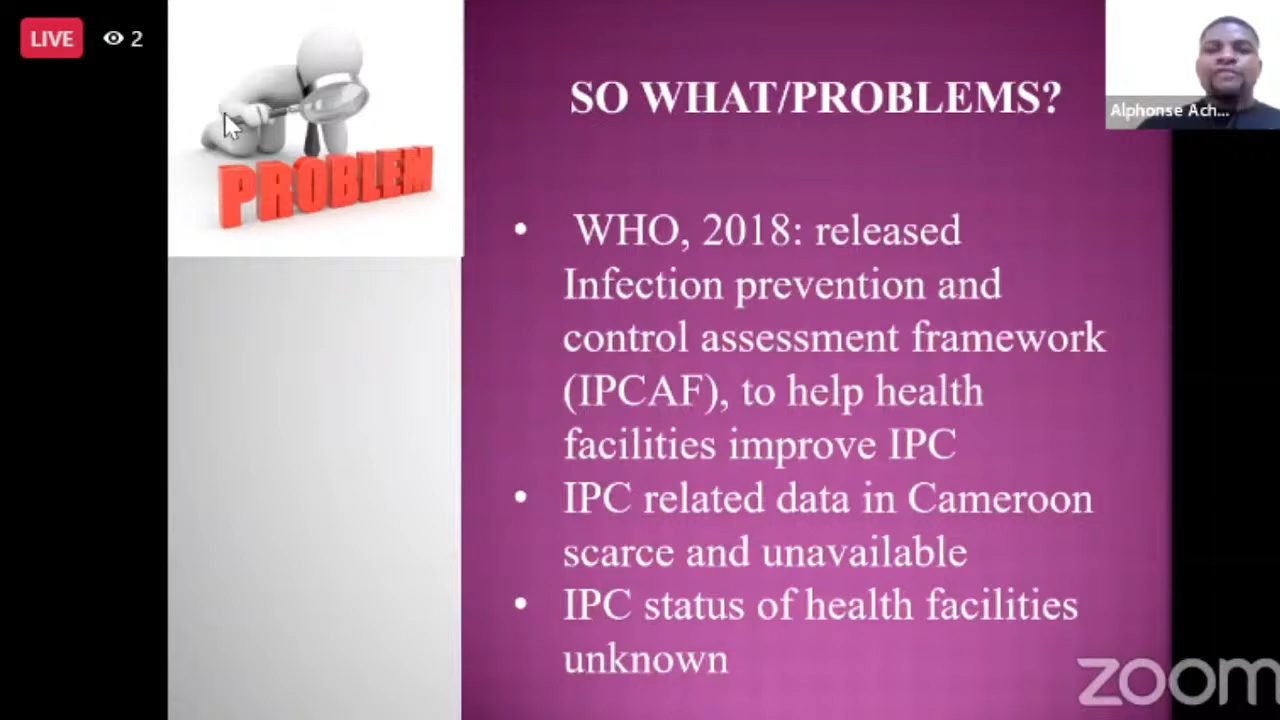 LIVE
2
PROBLEM
SO WHAT/PROBLEMS?
Alphonse Ach...
• WHO, 2018: released
Infection prevention and
control assessment framework
(IPCAF), to help health
facilities improve IPC
• IPC related data in Cameroon
scarce and unavailable
• IPC status of health facilities
unknown
zoom